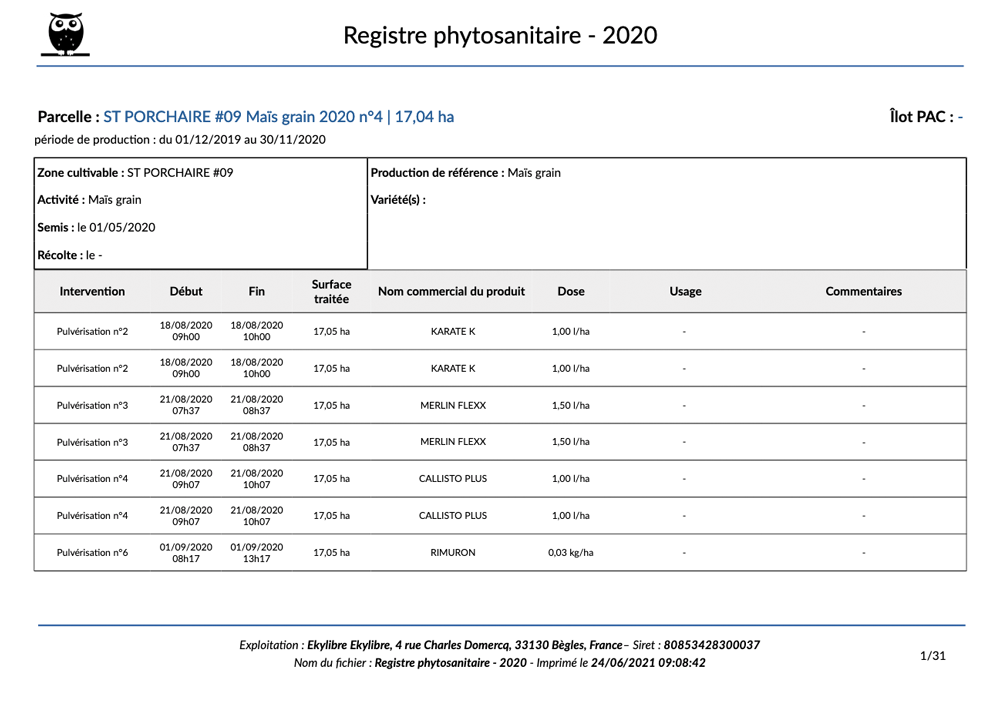 Registre phytosanitaire - 2020
Parcelle : ST PORCHAIRE #09 Maïs grain 2020 n°4 | 17,04 ha
Îlot PAC : -
période de production : du 01/12/2019 au 30/11/2020
Zone cultivable : ST PORCHAIRE #09
Production de référence : Maïs grain
Activité : Maïs grain
Variété(s) :
Semis : le 01/05/2020
Récolte : le -
Intervention Début Fin Surface traitée Nom commercial du produit Dose Usage Commentaires
Pulvérisation n°2 18/08/2020 09h00 18/08/2020 10h00 17,05 ha KARATE K 1,00 l/ha - -
Pulvérisation n°2 18/08/2020 09h00 18/08/2020 10h00 17,05 ha KARATE K 1,00 l/ha - -
Pulvérisation n°3 21/08/2020 07h37 21/08/2020 08h37 17,05 ha MERLIN FLEXX 1,50 l/ha - -
Pulvérisation n°3 21/08/2020 07h37 21/08/2020 08h37 17,05 ha MERLIN FLEXX 1,50 l/ha - -
Pulvérisation n°4 21/08/2020 09h07 21/08/2020 10h07 17,05 ha CALLISTO PLUS 1,00 l/ha - -
Pulvérisation n°4 21/08/2020 09h07 21/08/2020 10h07 17,05 ha CALLISTO PLUS 1,00 l/ha - -
Pulvérisation n°6 01/09/2020 08h17 01/09/2020 13h17 17,05 ha RIMURON 0,03 kg/ha - -
Exploitation : Ekylibre Ekylibre, 4 rue Charles Domercq, 33130 Bègles, France– Siret : 80853428300037
Nom du fichier : Registre phytosanitaire - 2020 - Imprimé le 24/06/2021 09:08:42
1/31